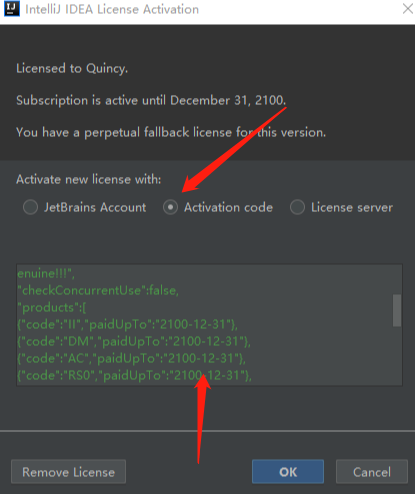 IntelliJ IDEA License Activation
Licensed to Quincy.
Subscription is active until December 31, 2100.
You have a perpetual fallback license for this version.
Activate new license with:
JetBrains Account
Activation code
License server
enuine!!!",
"checkConcurrentUse":false,
"products":[
{"code":"II","paidUpTo":"2100-12-31"},
{"code":"DM","paidUpTo":"2100-12-31"},
{"code":"AC","paidUpTo":"2100-12-31"},
{"code":"RS0","paidUpTo":"2100-12-31"},
Remove License
OK
Cancel